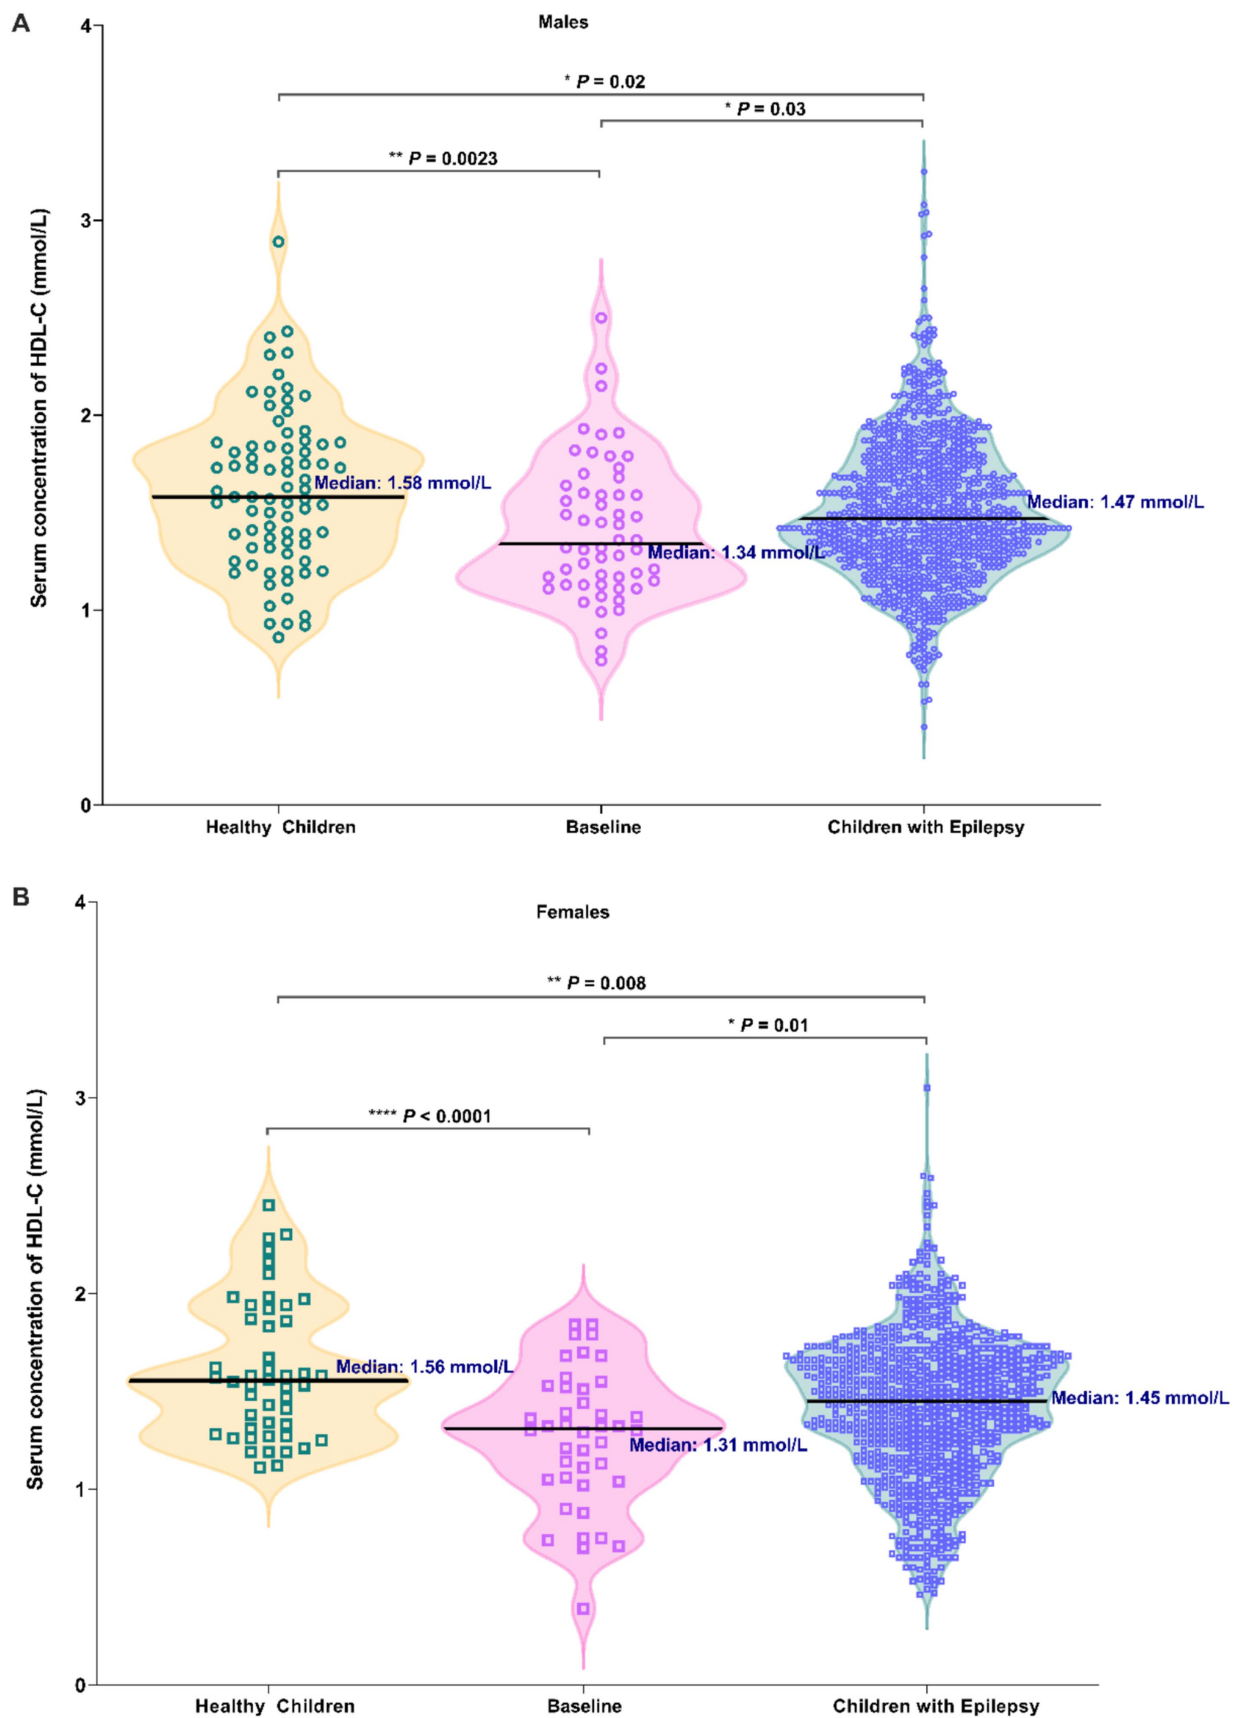 A
Males
4
* P = 0.02
* P = 0.03
** P = 0.0023
3
2
1
0
Serum concentration of HDL-C (mmol/L)
Median: 1.58 mmol/L
Median: 1.34 mmol/L
Median: 1.47 mmol/L
Healthy Children
Baseline
Children with Epilepsy
B
Females
4
** P = 0.008
* P = 0.01
**** P < 0.0001
3
2
1
0
Serum concentration of HDL-C (mmol/L)
Median: 1.56 mmol/L
Median: 1.31 mmol/L
Median: 1.45 mmol/L
Healthy Children
Baseline
Children with Epilepsy